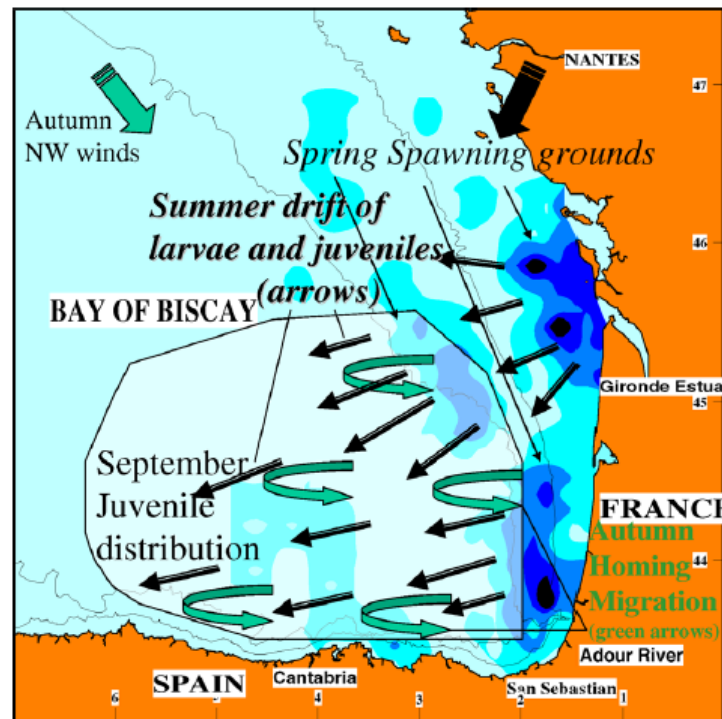 NANTES
47
Autumn
NW winds
Spring Spawning grounds
Summer drift of
larvae and juveniles
(arrows)
46
BAY OF BISCAY
Gironde Estua
45
September
Juvenile
distribution
FRANCE
Autumn
Homing
Migration
(green arrows)
44
Adour River
SPAIN
Cantabria
San Sebastian
6
5
4
3
2
1